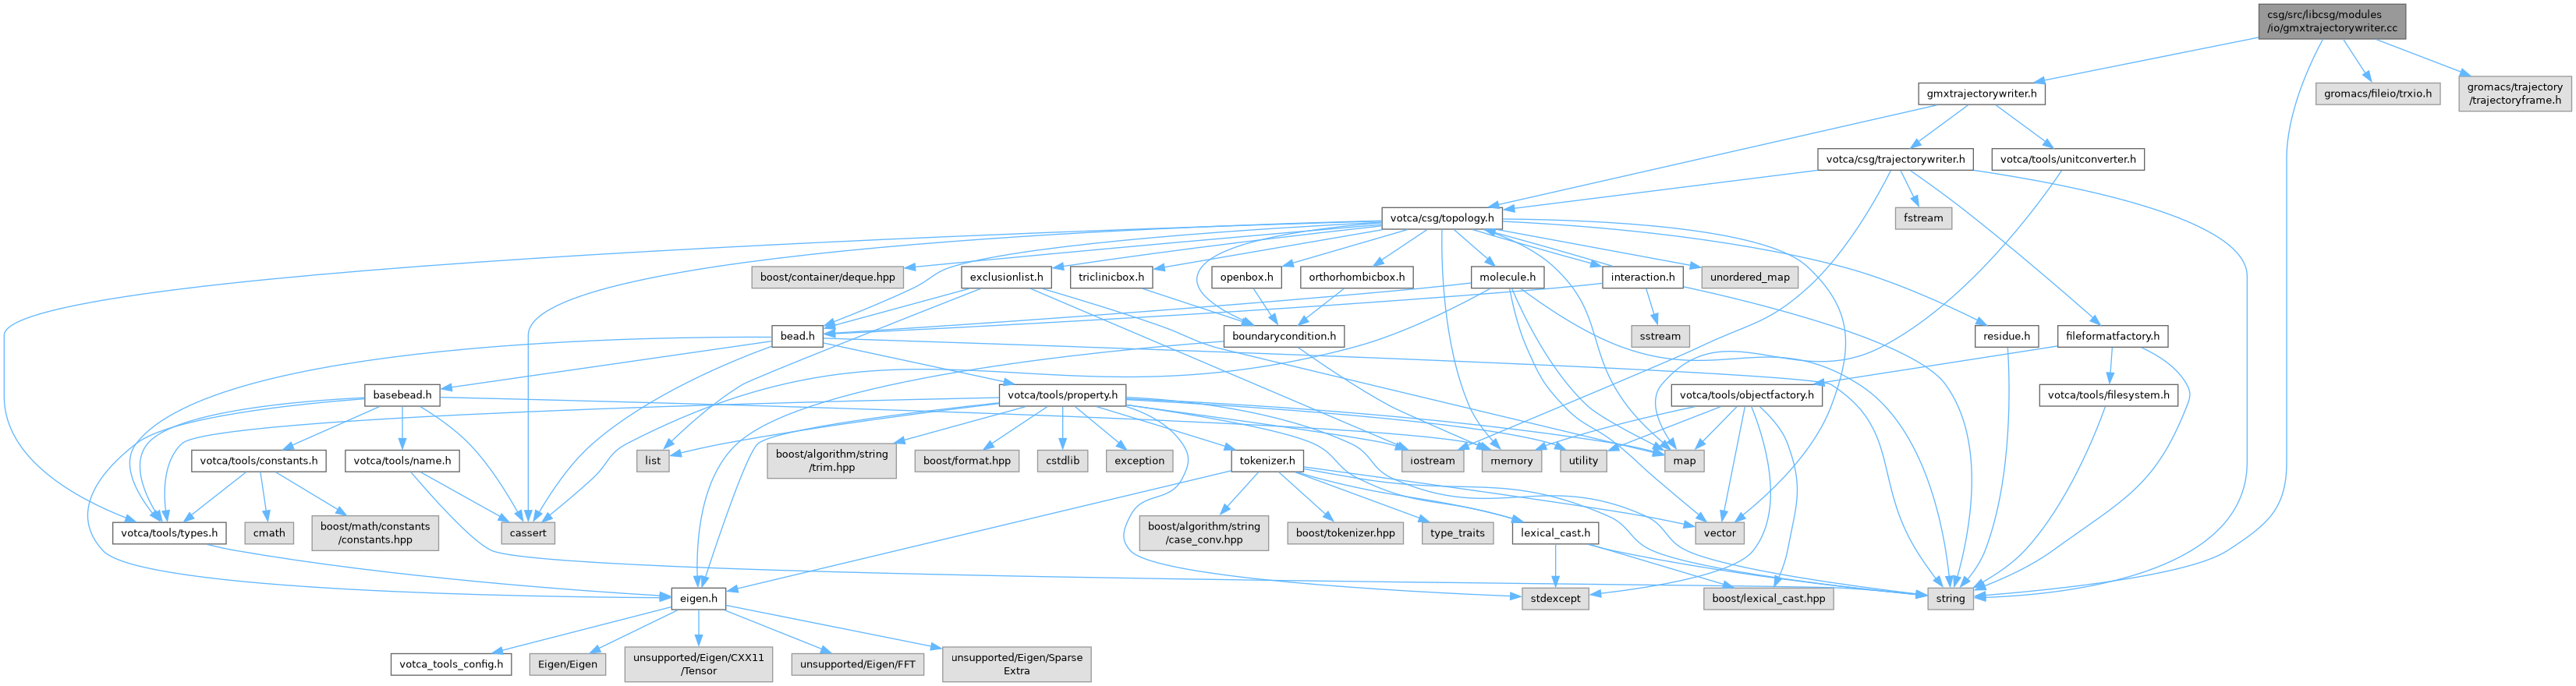 csg/src/libcsg/modules
/io/gmxtrajectorywriter.cc
gmxtrajectorywriter.h
gromacs/fileio/trxio.h
gromacs/trajectory
/trajectoryframe.h
votca/csg/trajectorywriter.h
votca/tools/unitconverter.h
votca/csg/topology.h
fstream
boost/container/deque.hpp
exclusionlist.h
triclinicbox.h
openbox.h
orthorhombicbox.h
molecule.h
interaction.h
unordered_map
bead.h
boundarycondition.h
sstream
residue.h
fileformatfactory.h
basebead.h
votca/tools/property.h
votca/tools/objectfactory.h
votca/tools/filesystem.h
votca/tools/constants.h
votca/tools/name.h
list
boost/algorithm/string
/trim.hpp
boost/format.hpp
cstdlib
exception
tokenizer.h
iostream
memory
utility
map
votca/tools/types.h
cmath
boost/math/constants
/constants.hpp
cassert
boost/algorithm/string
/case_conv.hpp
boost/tokenizer.hpp
type_traits
lexical_cast.h
vector
eigen.h
stdexcept
boost/lexical_cast.hpp
string
votca_tools_config.h
Eigen/Eigen
unsupported/Eigen/CXX11
/Tensor
unsupported/Eigen/FFT
unsupported/Eigen/Sparse
Extra